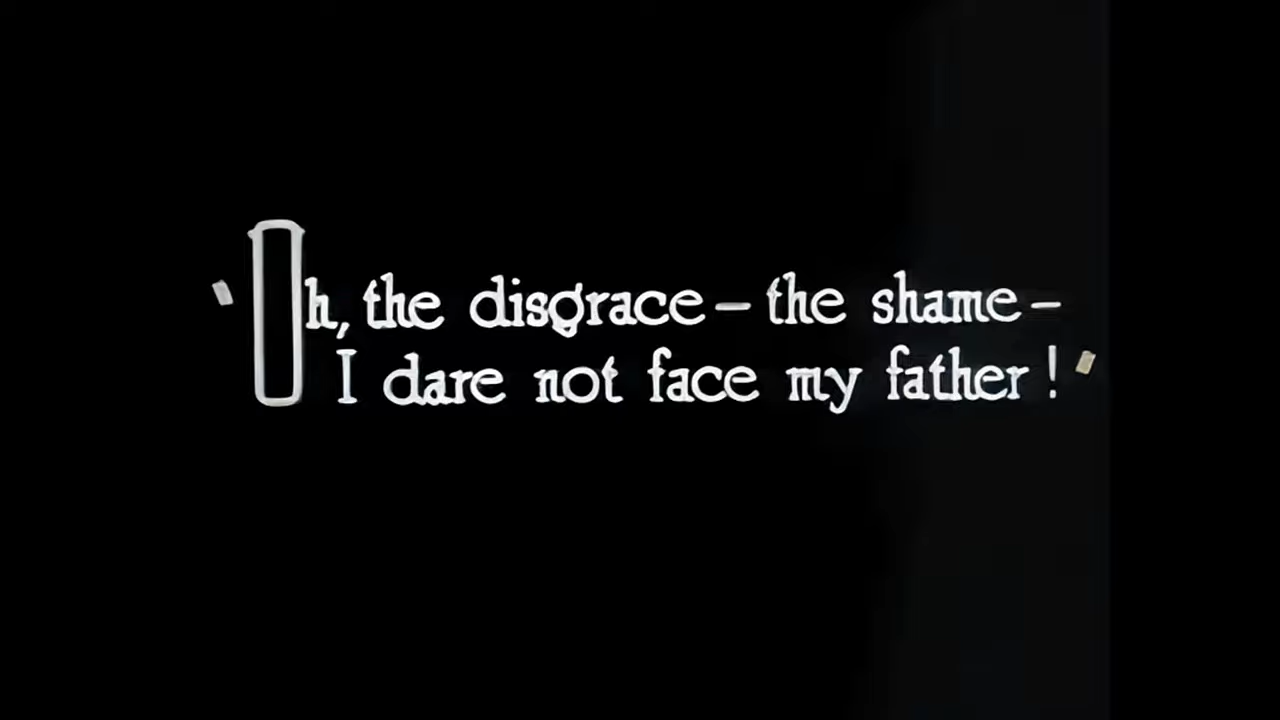 'Oh, the disgrace – the shame –
I dare not face my father!'